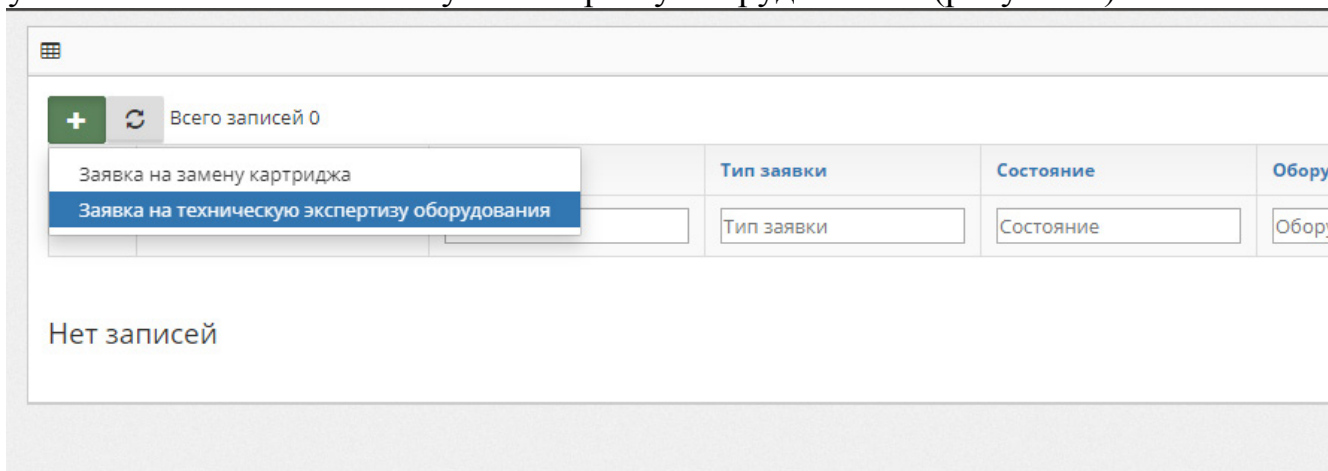 Всего записей 0
Заявка на замену картриджа
Тип заявки Состояние
Заявка на техническую экспертизу оборудования
Тип заявки Состояние
Нет записей